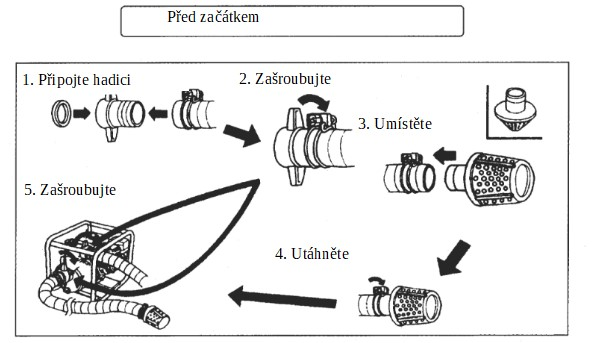 Před začátkem
1. Připojte hadici
2. Zašroubujte
3. Umístěte
5. Zašroubujte
4. Utáhněte